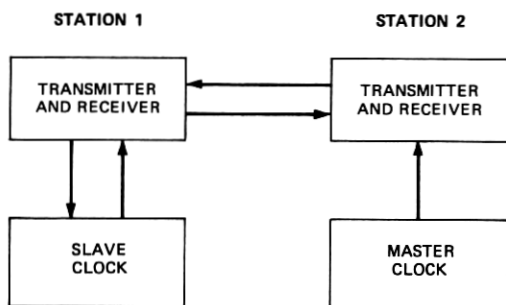 STATION 1
STATION 2
TRANSMITTER
AND RECEIVER
TRANSMITTER
AND RECEIVER
SLAVE
CLOCK
MASTER
CLOCK